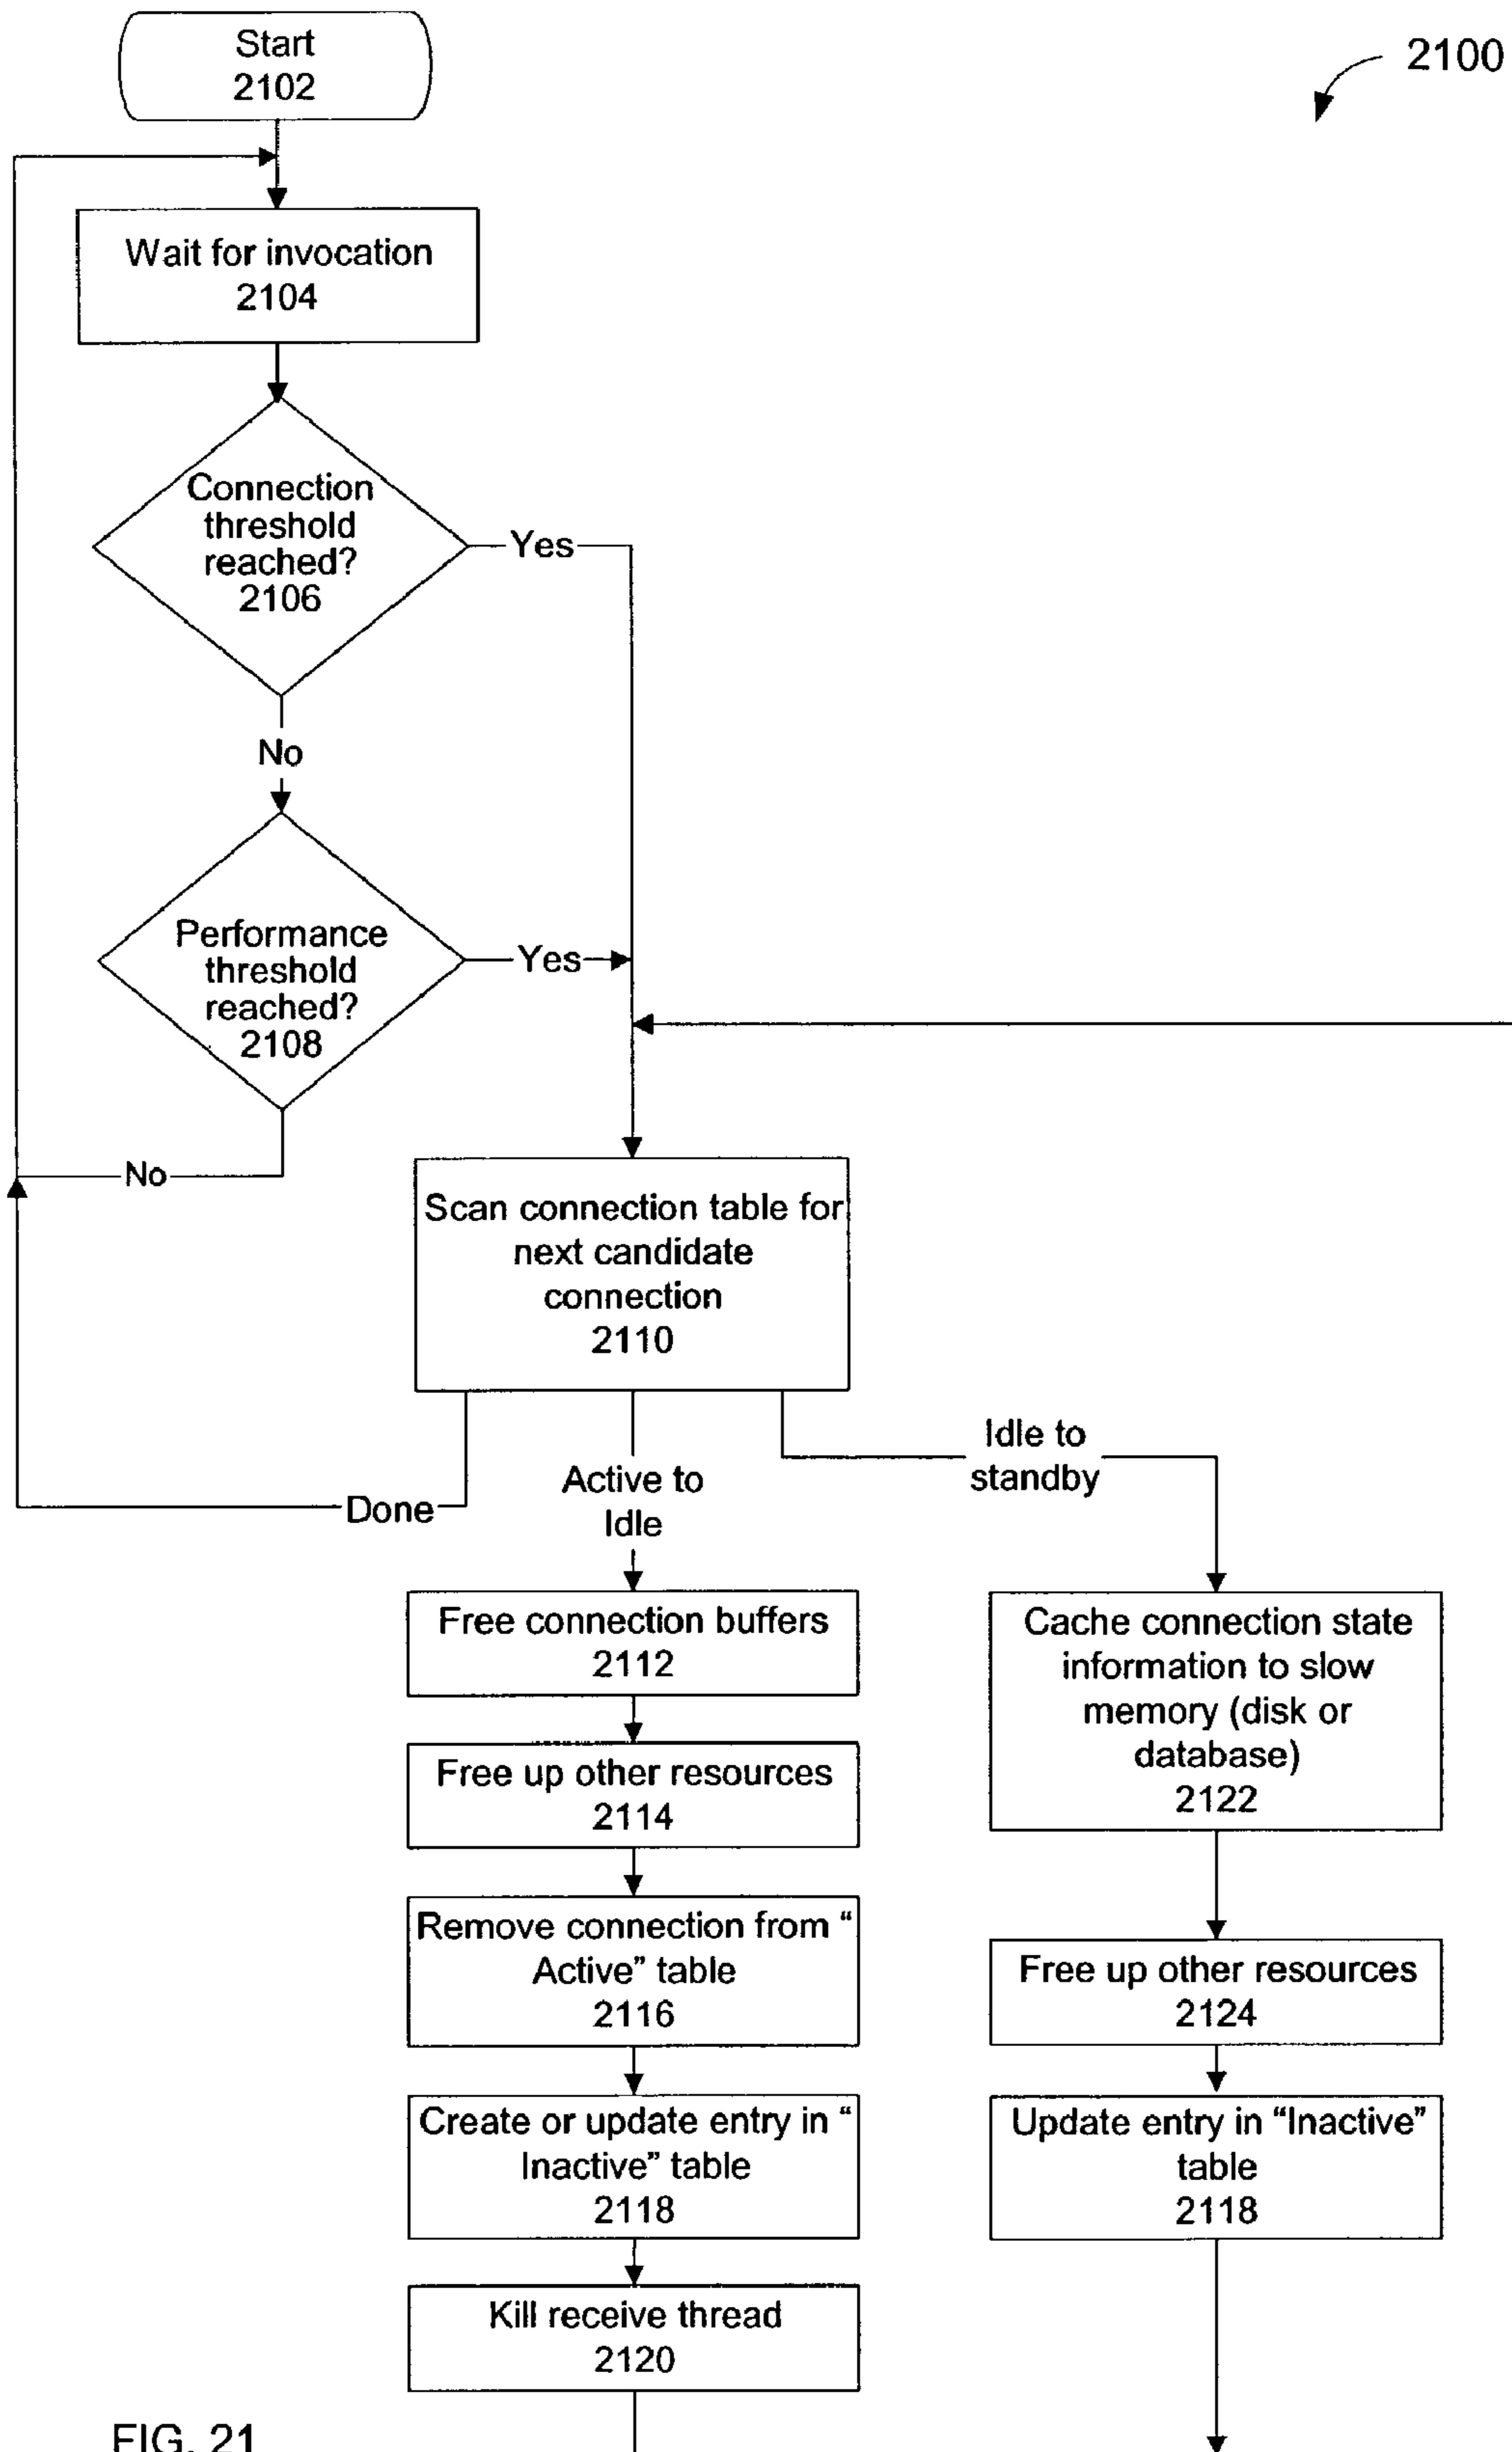 Start
2102
2100
Wait for invocation
2104
Connection
threshold
reached?
2106
Yes
No
Performance
threshold
reached?
2108
Yes
No
Scan connection table for
next candidate
connection
2110
Done
Active to
Idle
Idle to
standby
Free connection buffers
2112
Free up other resources
2114
Remove connection from “
Active” table
2116
Create or update entry in “
Inactive” table
2118
Kill receive thread
2120
Cache connection state
information to slow
memory (disk or
database)
2122
Free up other resources
2124
Update entry in “Inactive”
table
2118
FIG. 21